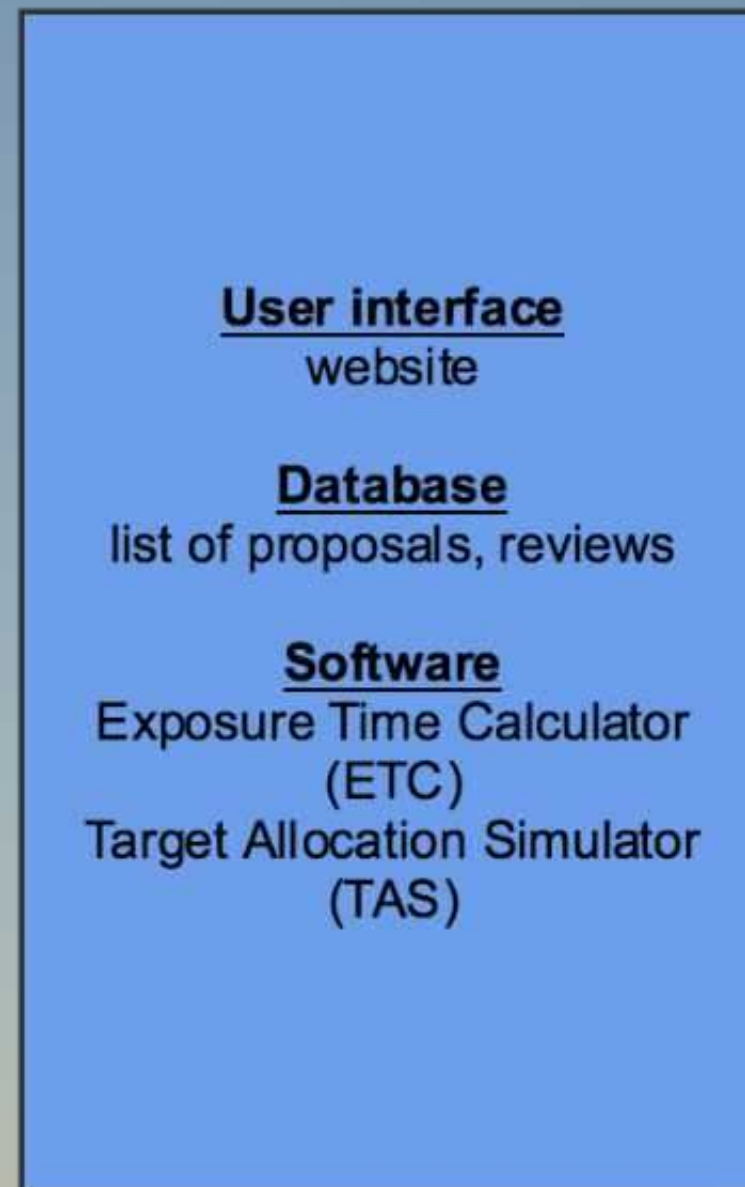 User interface
website
Database
list of proposals, reviews
Software
Exposure Time Calculator
(ETC)
Target Allocation Simulator
(TAS)